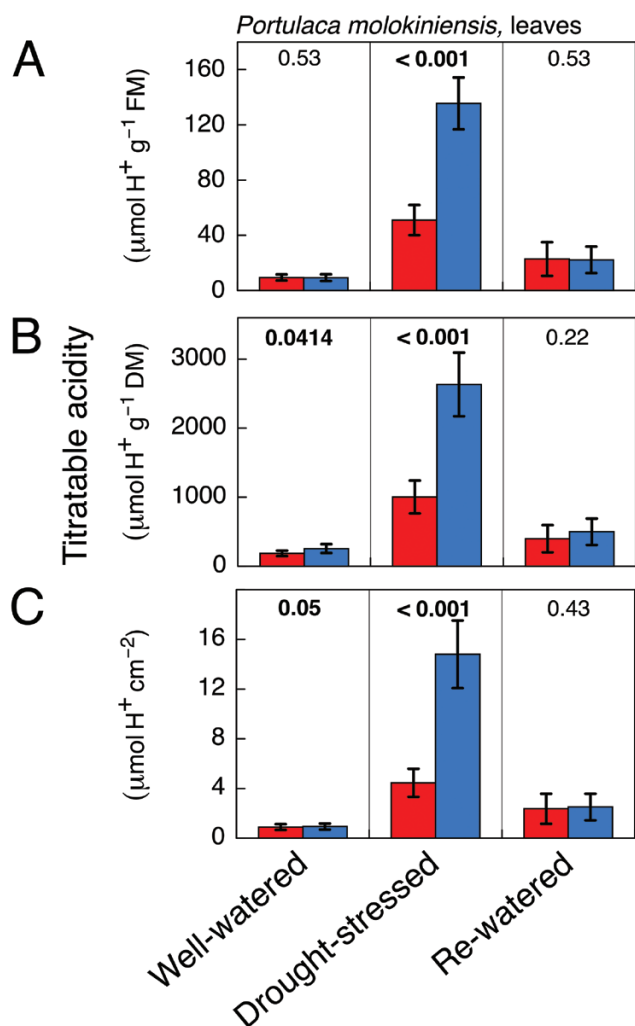 Portulaca molokiniensis, leaves
A
0.53
< 0.001
0.53
160
120
80
40
0
(µmol H⁺ g⁻¹ FM)
B
0.0414
< 0.001
0.22
3000
2000
1000
0
(µmol H⁺ g⁻¹ DM)
Titratable acidity
C
0.05
< 0.001
0.43
16
12
8
4
0
(µmol H⁺ cm⁻²)
Well-watered
Drought-stressed
Re-watered